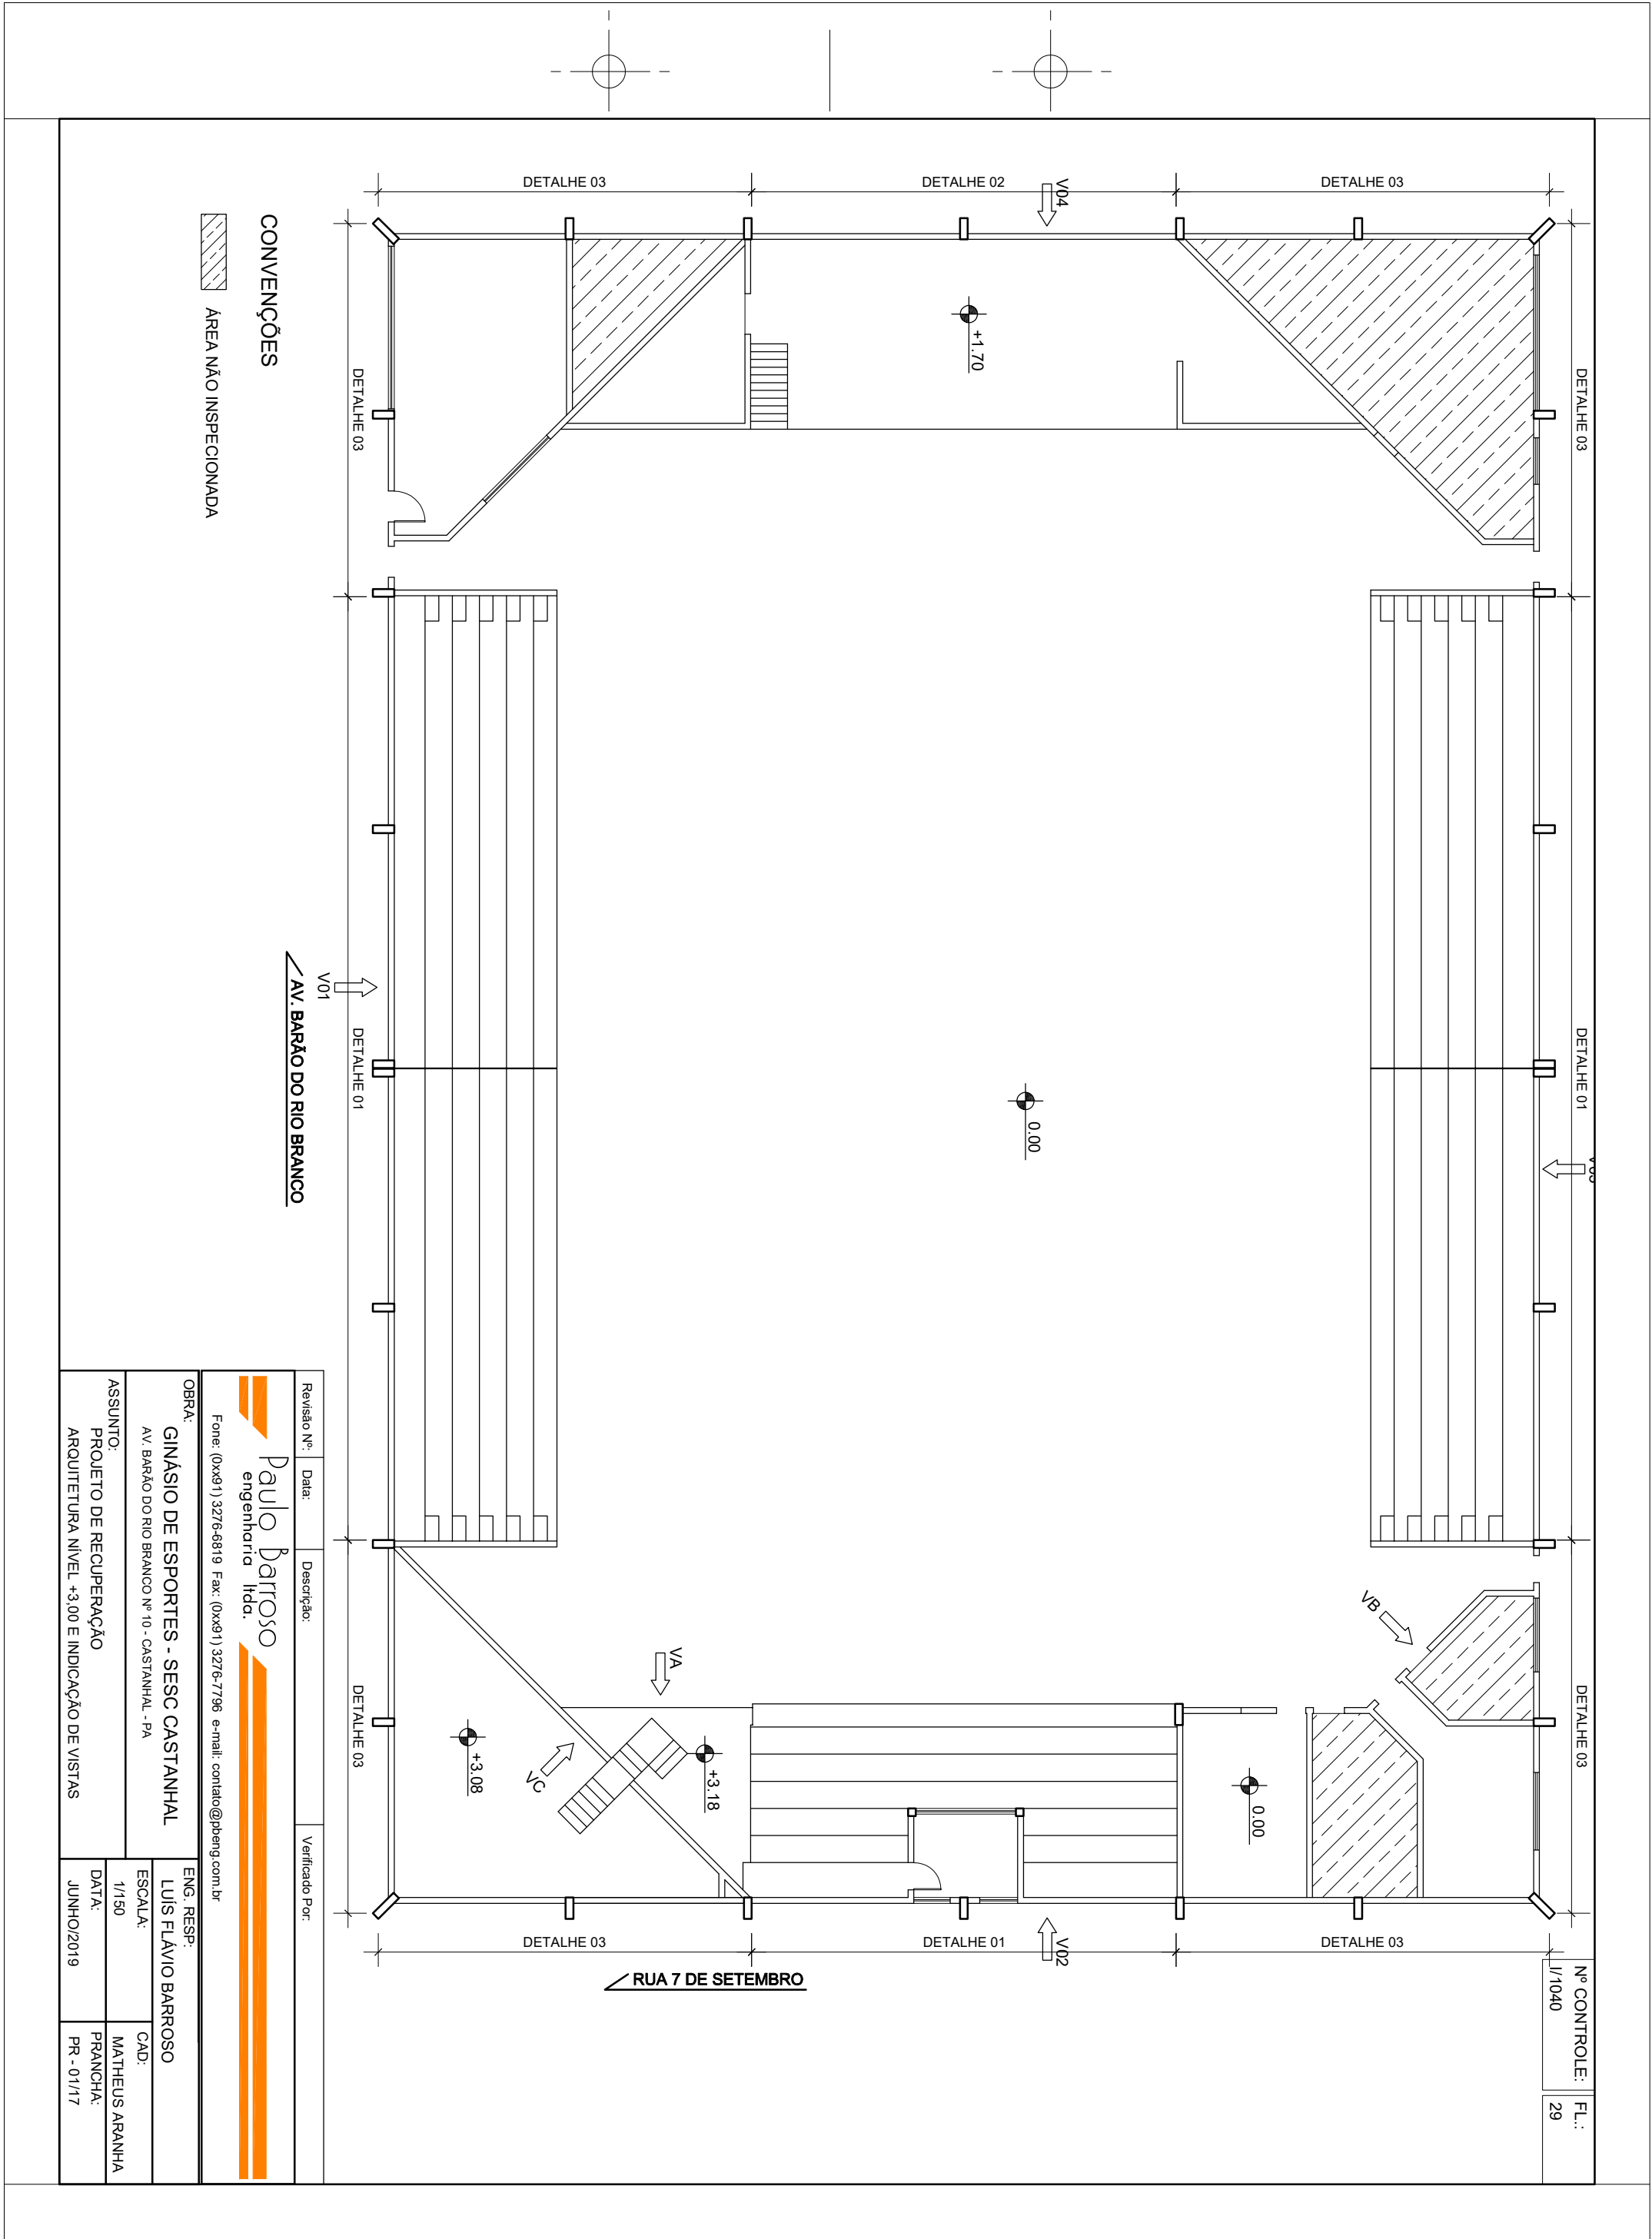 Nº CONTROLE:
I/1040
FL.:
29
DETALHE 03
DETALHE 01
DETALHE 03
DETALHE 03
DETALHE 02
DETALHE 03
V04
+1.70
0.00
VB
VA
VC
+3.08
+3.18
0.00
DETALHE 03
DETALHE 01
DETALHE 03
V02
RUA 7 DE SETEMBRO
DETALHE 03
DETALHE 01
DETALHE 03
V01
AV. BARÃO DO RIO BRANCO
CONVENÇÕES
ÁREA NÃO INSPECIONADA
Revisão Nº:
Data:
Descrição:
Verificado Por:
Paulo Barroso
engenharia ltda.
Fone: (0xx91) 3276-6819 Fax: (0xx91) 3276-7796 e-mail: contato@pbeng.com.br
OBRA:
GINÁSIO DE ESPORTES - SESC CASTANHAL
AV. BARÃO DO RIO BRANCO Nº 10 - CASTANHAL - PA
ASSUNTO:
PROJETO DE RECUPERAÇÃO
ARQUITETURA NÍVEL +3,00 E INDICAÇÃO DE VISTAS
ENG. RESP:
LUÍS FLÁVIO BARROSO
ESCALA:
1/150
CAD:
MATHEUS ARANHA
DATA:
JUNHO/2019
PRANCHA:
PR - 01/17